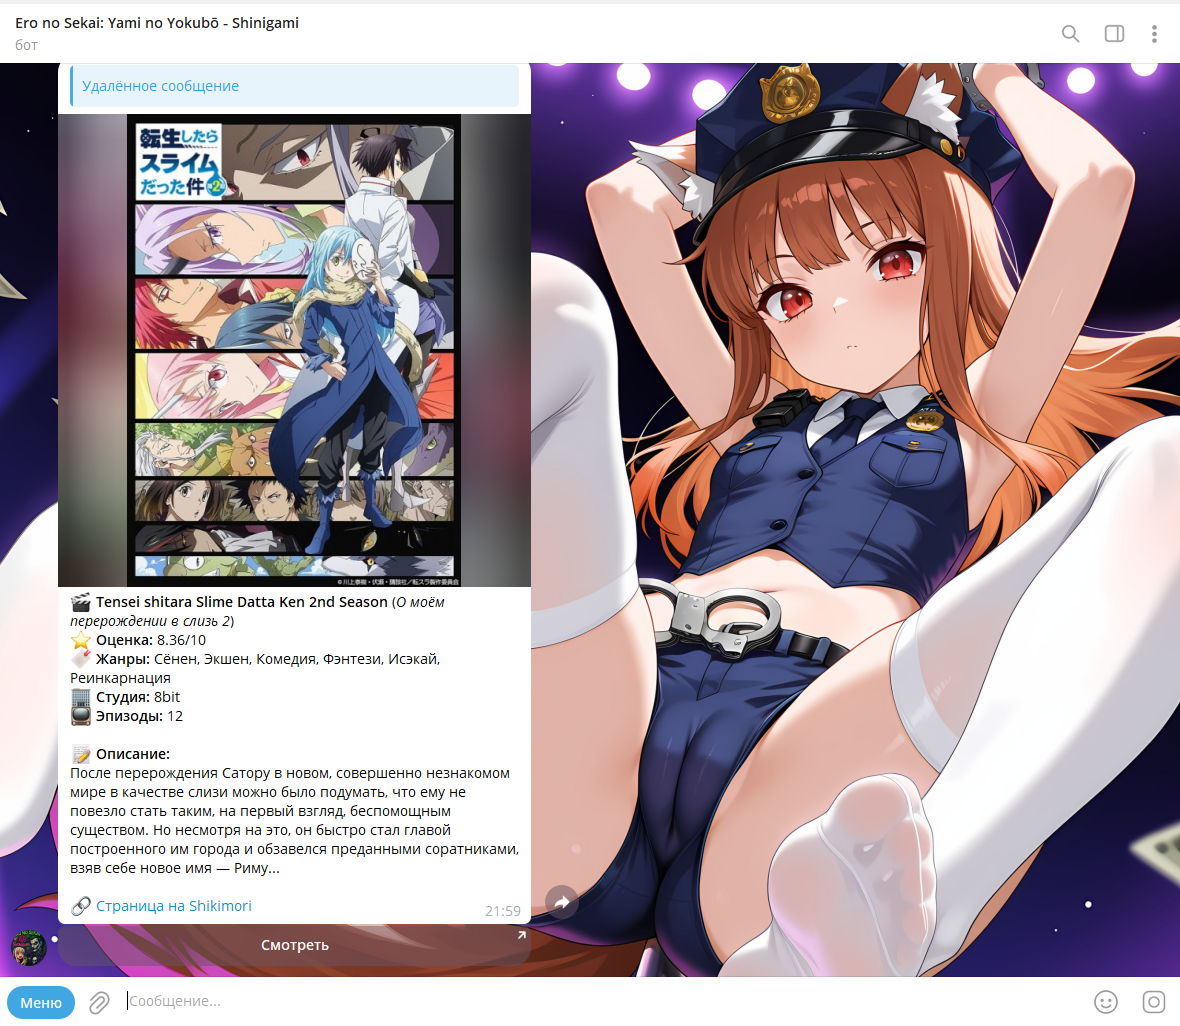 Ero no Sekai: Yami no Yokubō - Shinigami
бот
Удалённое сообщение
転生したら
スライム
だった件
第2期
©川上泰樹・伏瀬・講談社／転スラ製作委員会
Tensei shitara Slime Datta Ken 2nd Season (О моём
перерождении в слизь 2)
Оценка: 8.36/10
Жанры: Сёнен, Экшен, Комедия, Фэнтези, Исэкай,
Реинкарнация
Студия: 8bit
Эпизоды: 12
Описание:
После перерождения Сатору в новом, совершенно незнакомом
мире в качестве слизи можно было подумать, что ему не
повезло стать таким, на первый взгляд, беспомощным
существом. Но несмотря на это, он быстро стал главой
построенного им города и обзавелся преданными соратниками,
взяв себе новое имя — Риму...
Страница на Shikimori
21:59
Смотреть
Меню
Сообщение...